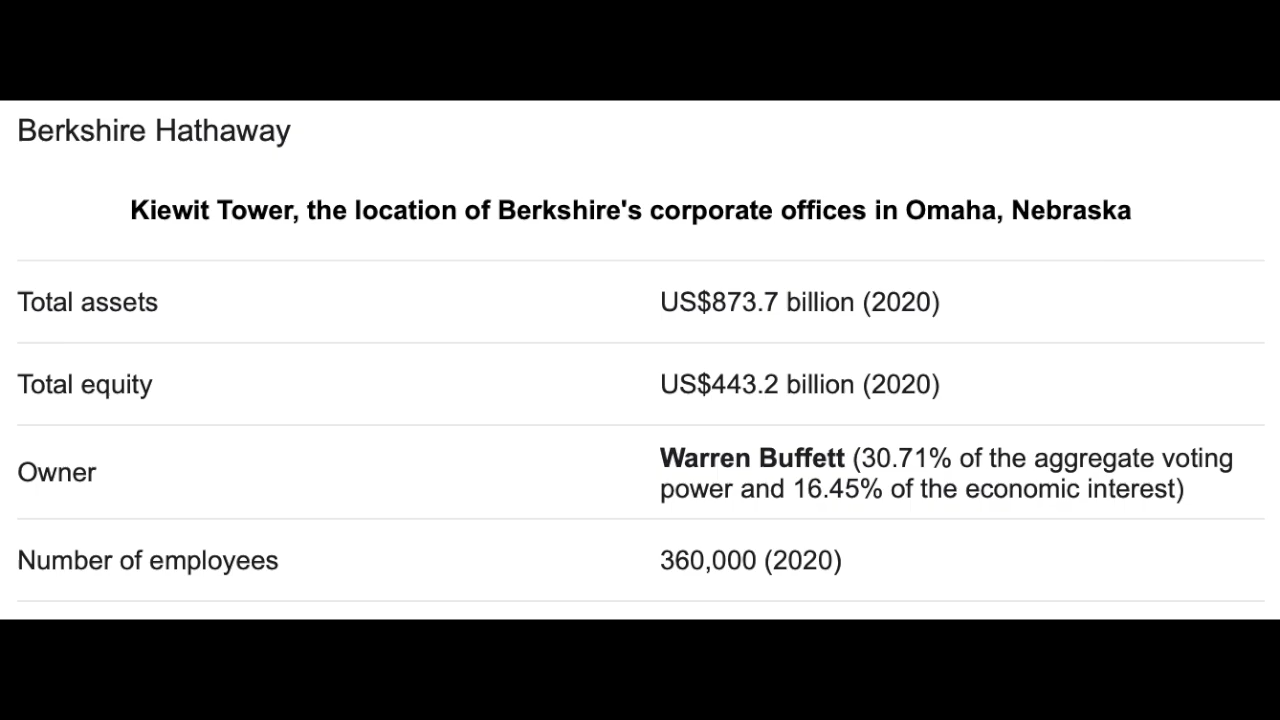 Berkshire Hathaway
Kiewit Tower, the location of Berkshire's corporate offices in Omaha, Nebraska
Total assets US$873.7 billion (2020)
Total equity US$443.2 billion (2020)
Owner Warren Buffett (30.71% of the aggregate voting
power and 16.45% of the economic interest)
Number of employees 360,000 (2020)